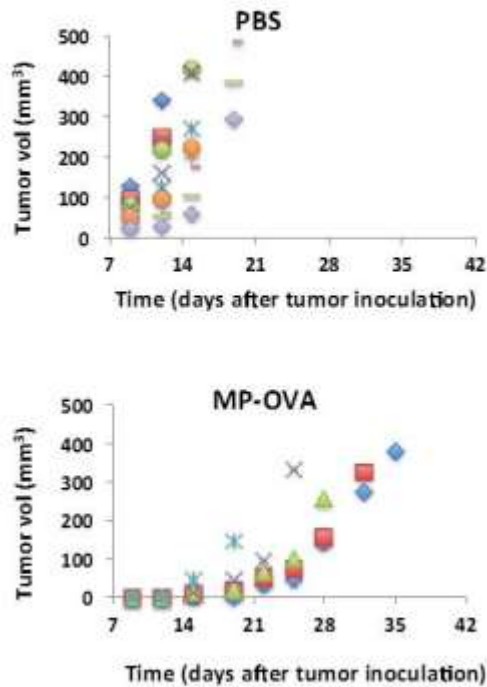 PBS
500
400
300
200
100
0
Tumor vol (mm³)
7 14 21 28 35 42
Time (days after tumor inoculation)
MP-OVA
500
400
300
200
100
0
Tumor vol (mm³)
7 14 21 28 35 42
Time (days after tumor inoculation)